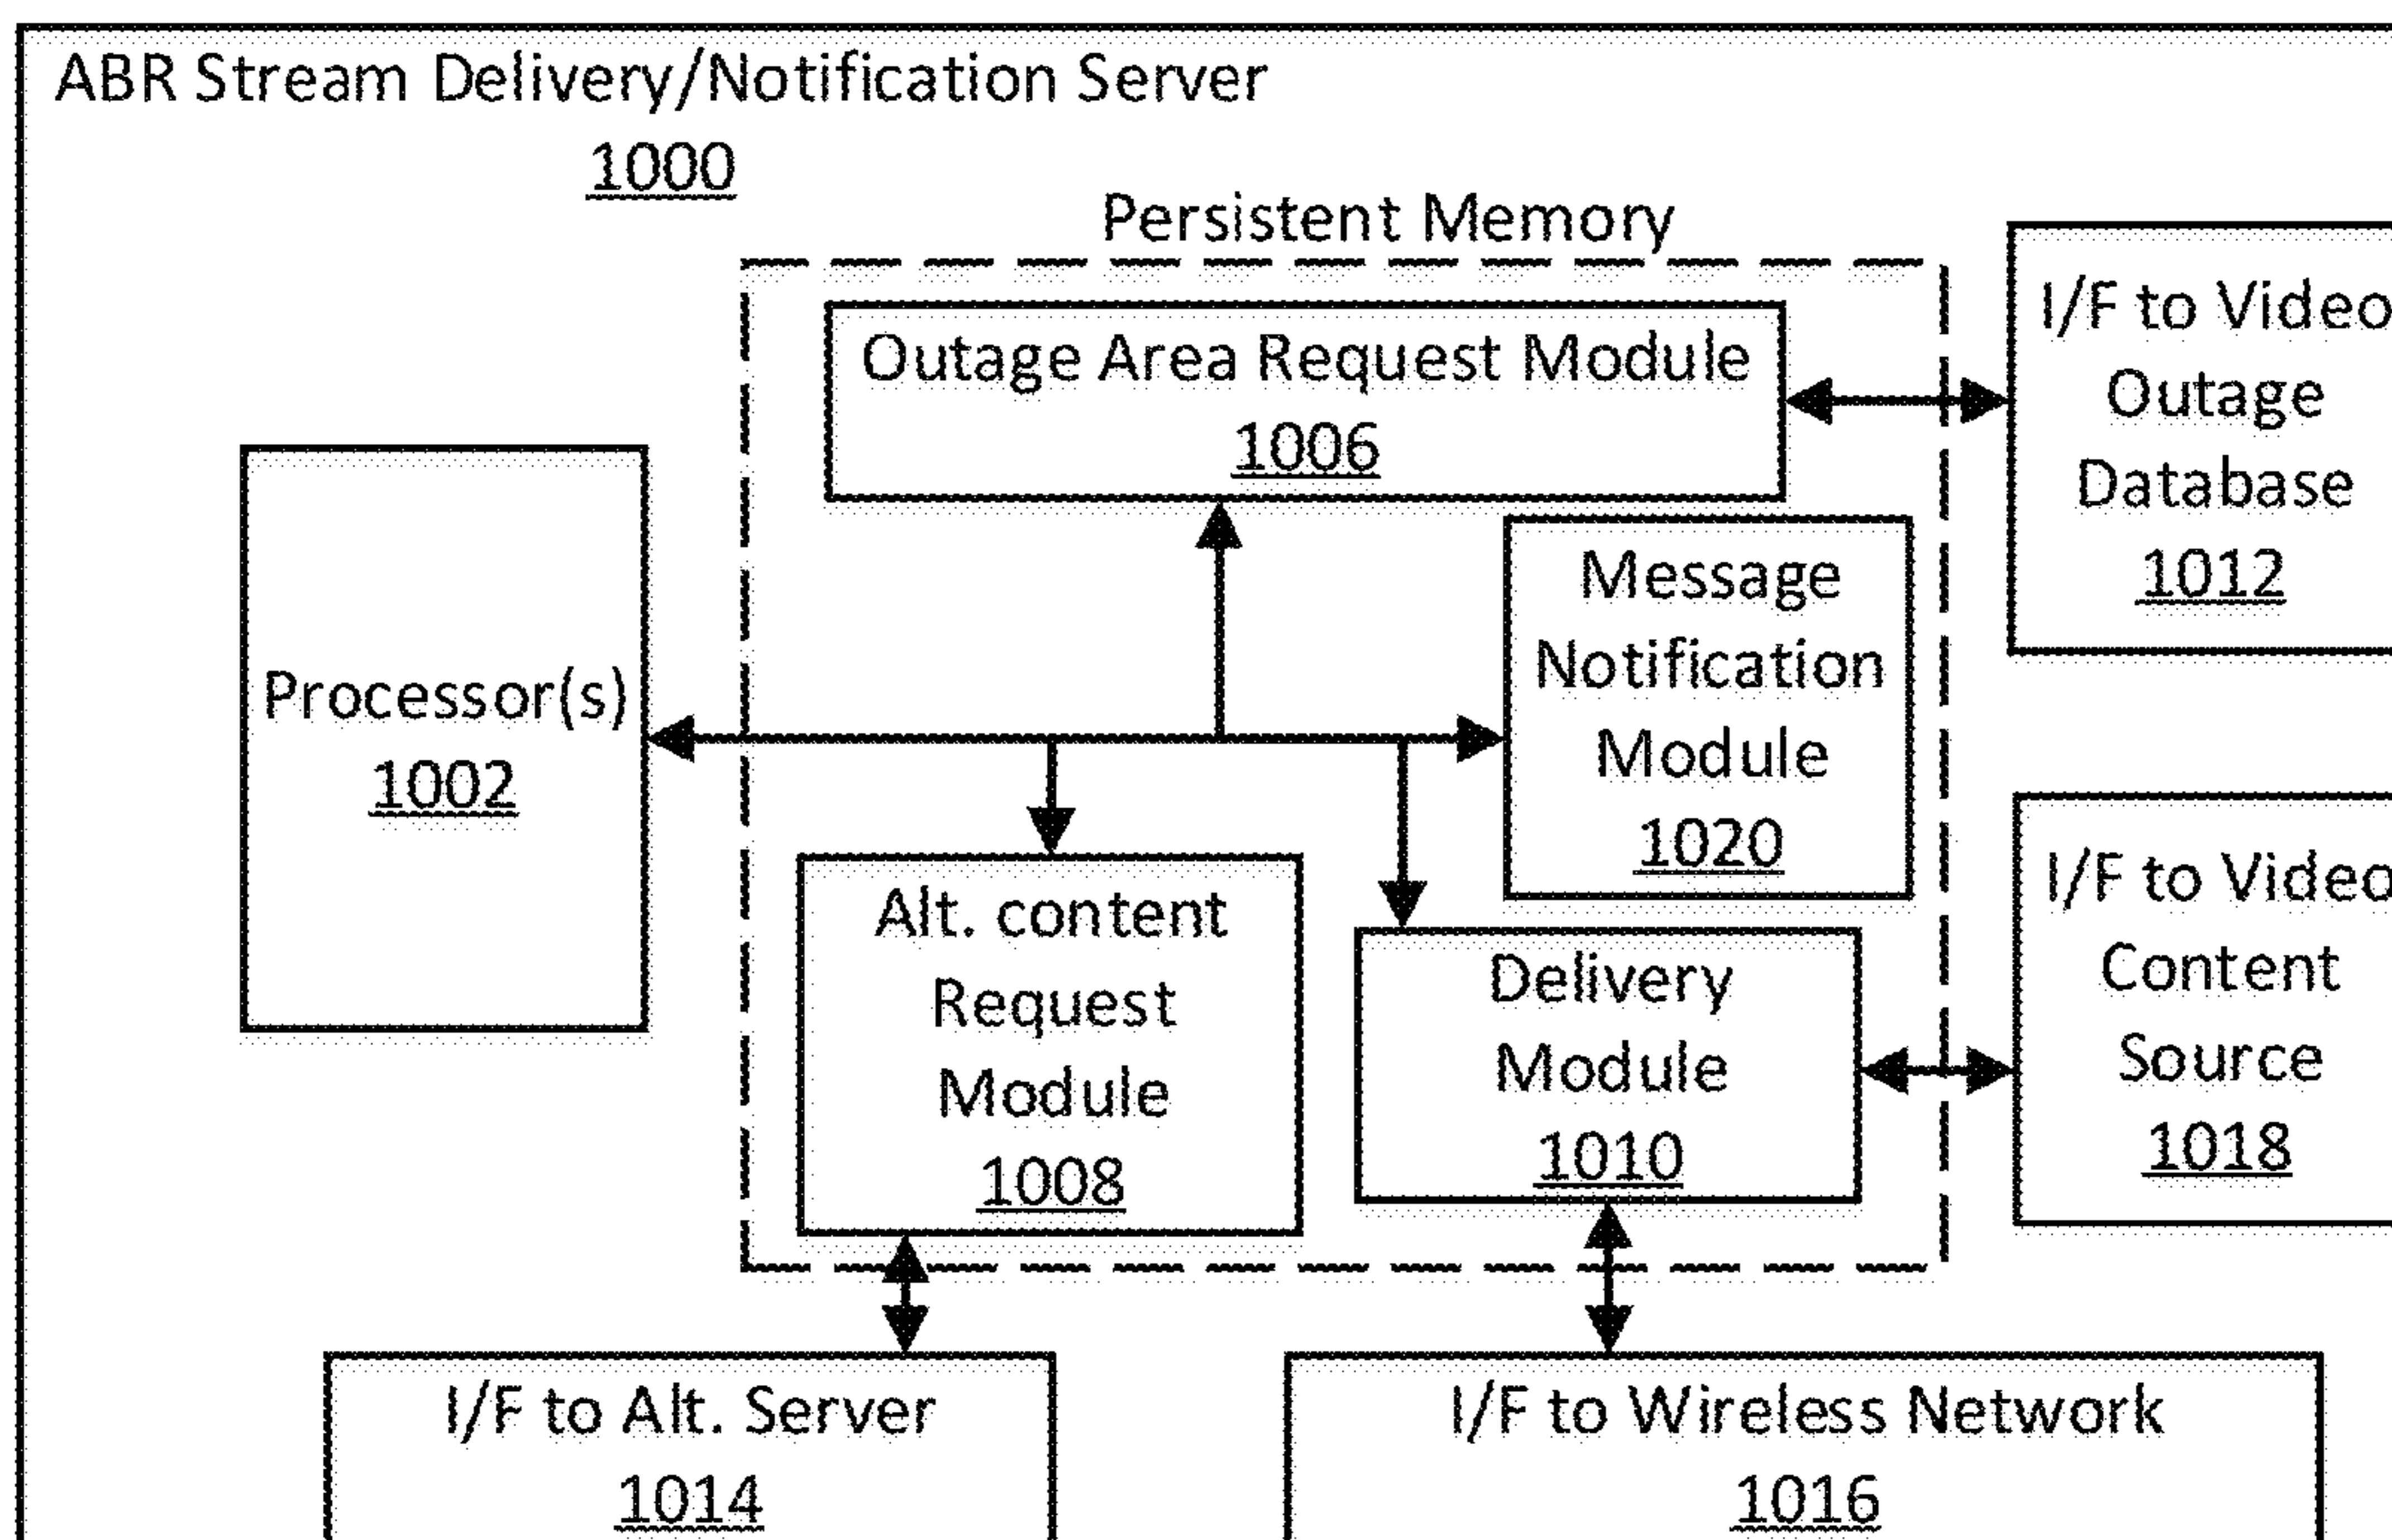 ABR Stream Delivery/Notification Server
1000
Persistent Memory
Outage Area Request Module
1006
I/F to Video
Outage
Database
1012
Processor(s)
1002
Message
Notification
Module
1020
Alt. content
Request
Module
1008
Delivery
Module
1010
I/F to Video
Content
Source
1018
I/F to Alt. Server
1014
I/F to Wireless Network
1016